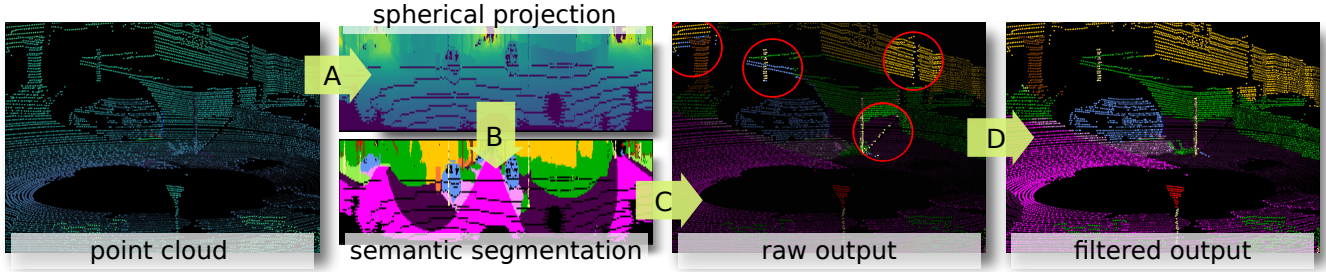 spherical projection
A
B
C
D
point cloud
semantic segmentation
raw output
filtered output